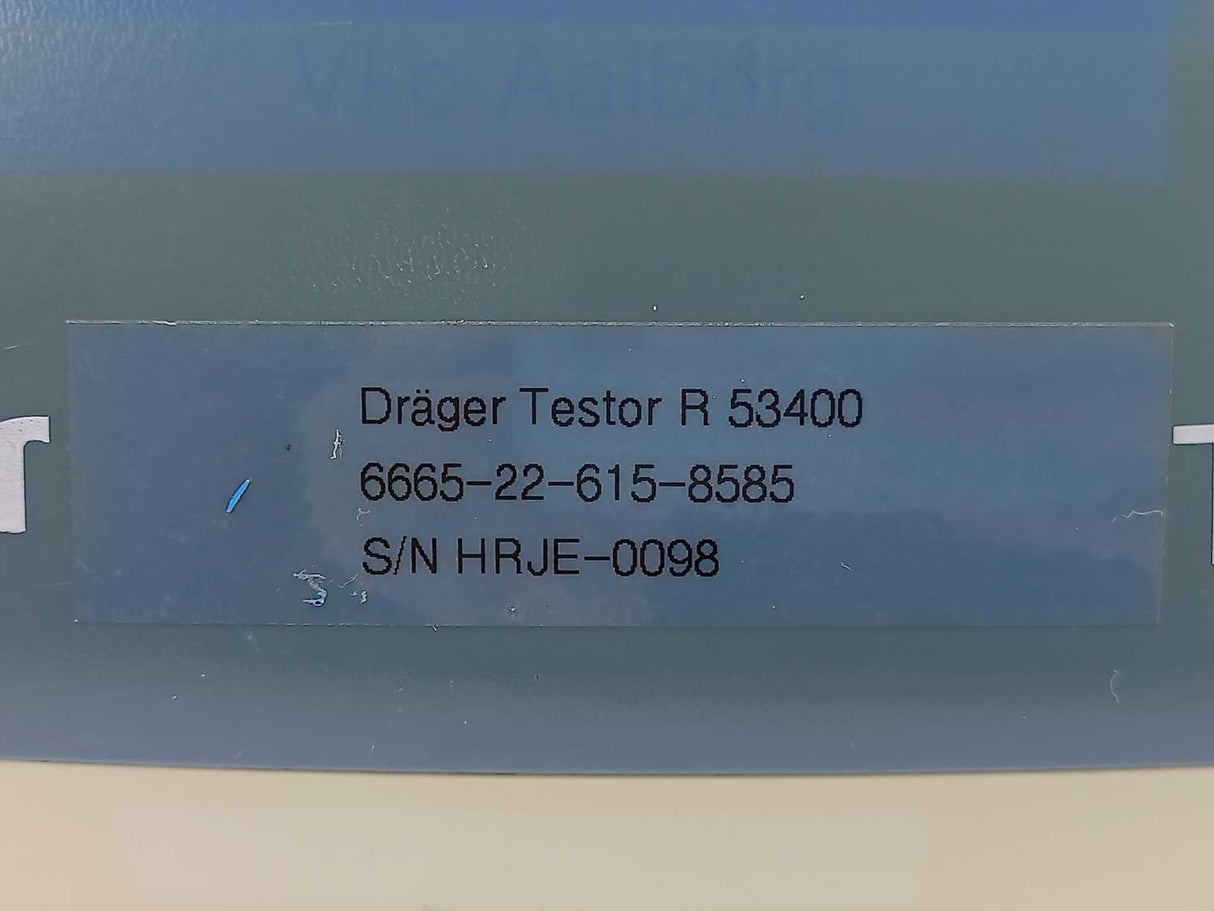 Vko Aalborg
Dräger Testor R 53400
6665-22-615-8585
S/N HRJE-0098